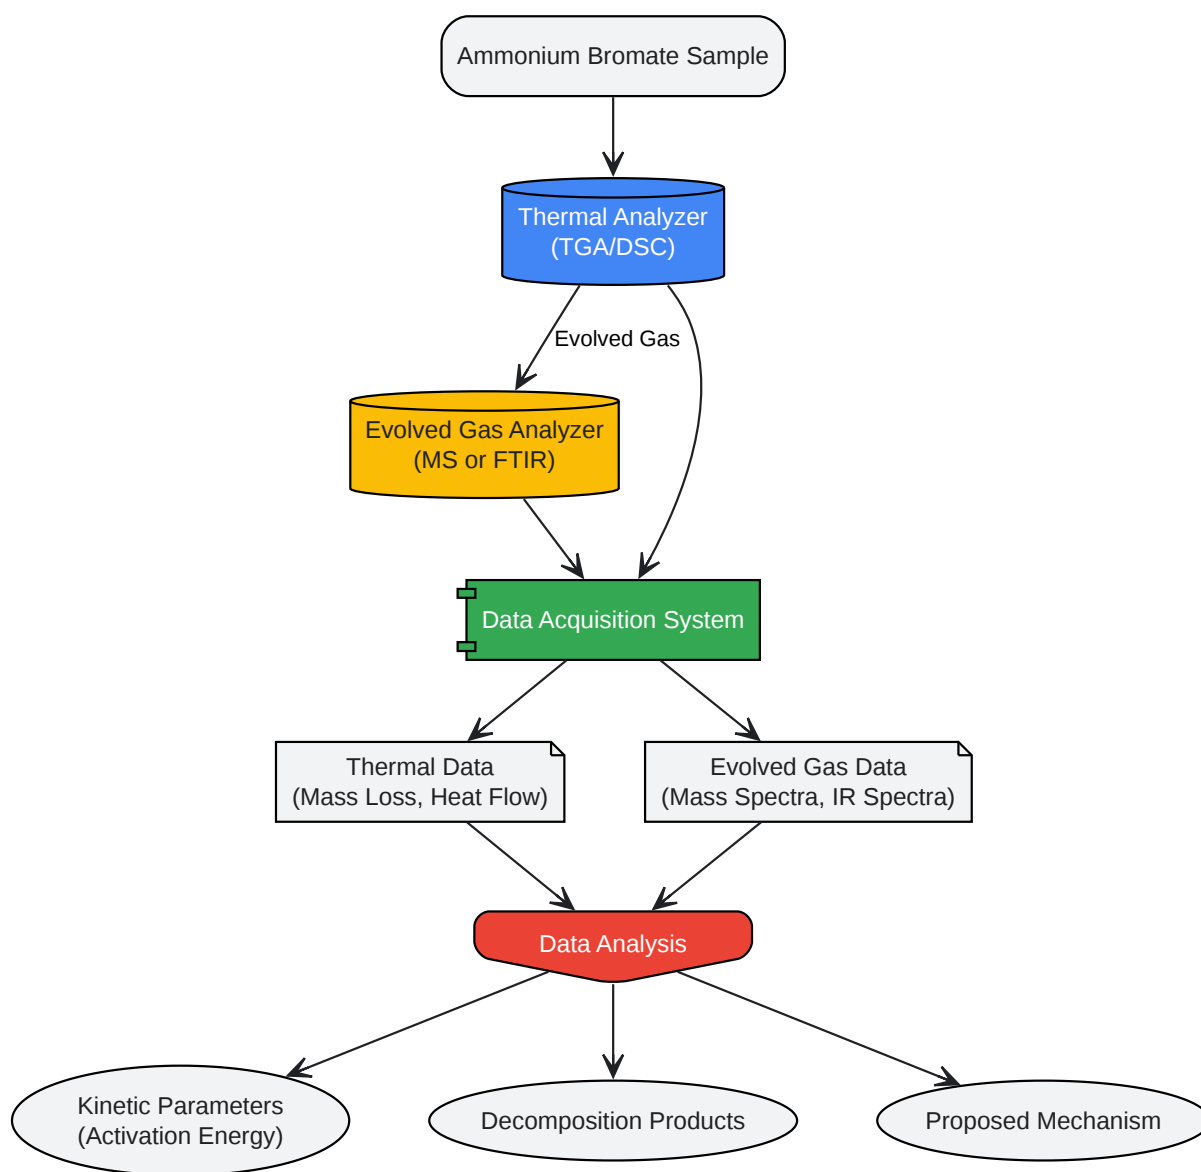 Ammonium Bromate Sample
Thermal Analyzer
(TGA/DSC)
Evolved Gas
Evolved Gas Analyzer
(MS or FTIR)
Data Acquisition System
Thermal Data
(Mass Loss, Heat Flow)
Evolved Gas Data
(Mass Spectra, IR Spectra)
Data Analysis
Kinetic Parameters
(Activation Energy)
Decomposition Products
Proposed Mechanism